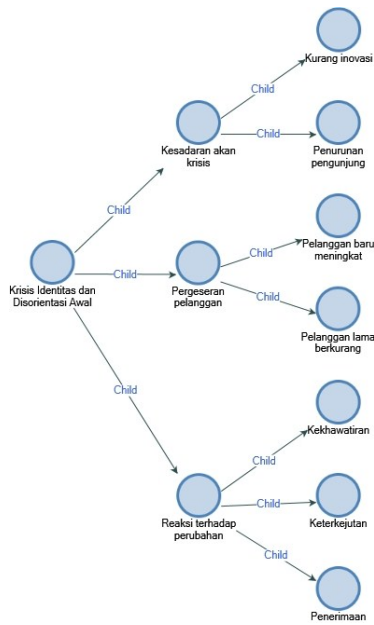 Kurang inovasi
Child
Kesadaran akan
krisis
Child
Penurunan
pengunjung
Child
Pelanggan baru
meningkat
Child
Krisis Identitas dan
Disorientasi Awal
Child
Pergeseran
pelanggan
Child
Pelanggan lama
berkurang
Child
Kekhawatiran
Child
Reaksi terhadap
perubahan
Child
Keterkejutan
Child
Penerimaan